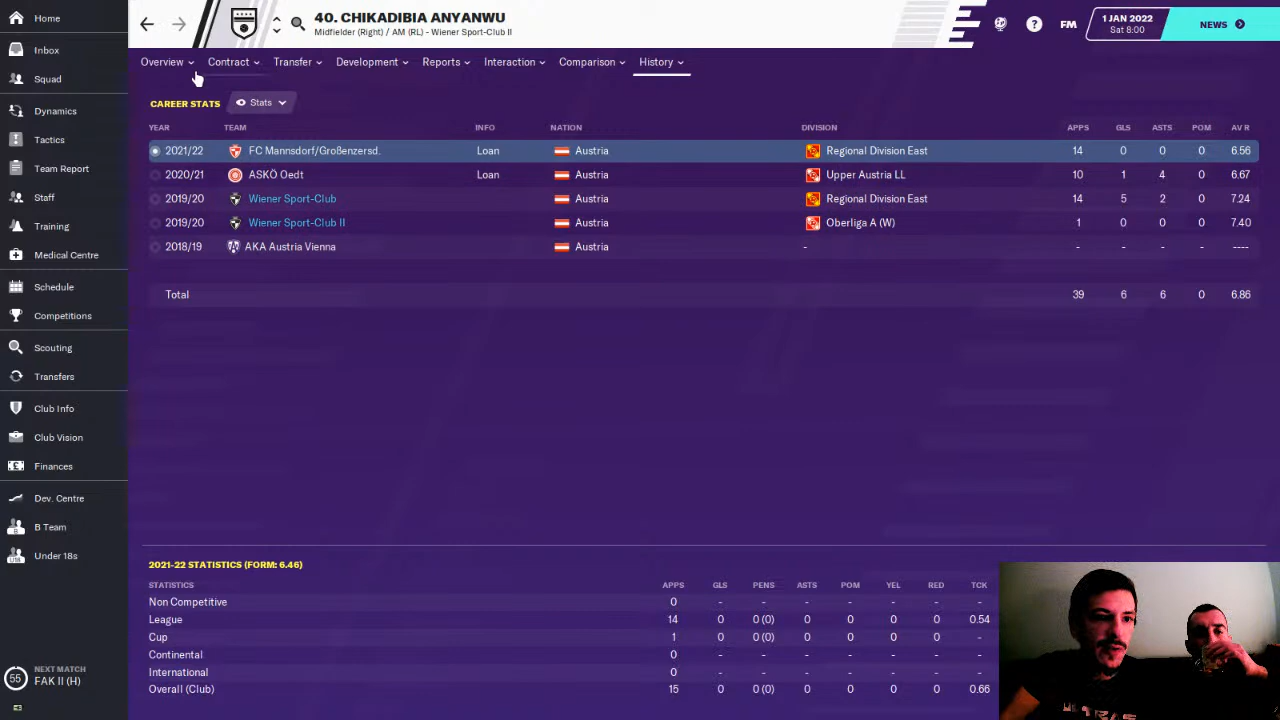 Home
Inbox
Squad
Dynamics
Tactics
Team Report
Staff
Training
Medical Centre
Schedule
Competitions
Scouting
Transfers
Club Info
Club Vision
Finances
Dev. Centre
B Team
Under 18s
55 NEXT MATCH
FAK II (H)
40. CHIKADIBIA ANYANWU
Midfielder (Right) / AM (RL) - Wiener Sport-Club II
? FM
1 JAN 2022
Sat 8:00
NEWS
Overview Contract Transfer Development Reports Interaction Comparison History
CAREER STATS Stats
YEAR TEAM INFO NATION DIVISION APPS GLS ASTS POM AV R
2021/22 FC Mannsdorf/Großenzersd. Loan Austria Regional Division East 14 0 0 0 6.56
2020/21 ASKÖ Oedt Loan Austria Upper Austria LL 10 1 4 0 6.67
2019/20 Wiener Sport-Club Austria Regional Division East 14 5 2 0 7.24
2019/20 Wiener Sport-Club II Austria Oberliga A (W) 1 0 0 0 7.40
2018/19 AKA Austria Vienna Austria - - - - - ----
Total 39 6 6 0 6.86
2021-22 STATISTICS (FORM: 6.46)
STATISTICS APPS GLS PENS ASTS POM YEL RED TCK
Non Competitive 0 - - - - - - -
League 14 0 0 (0) 0 0 0 0 0.54
Cup 1 0 0 (0) 0 0 0 0 -
Continental 0 - - - - - - -
International 0 - - - - - - -
Overall (Club) 15 0 0 (0) 0 0 0 0 0.66